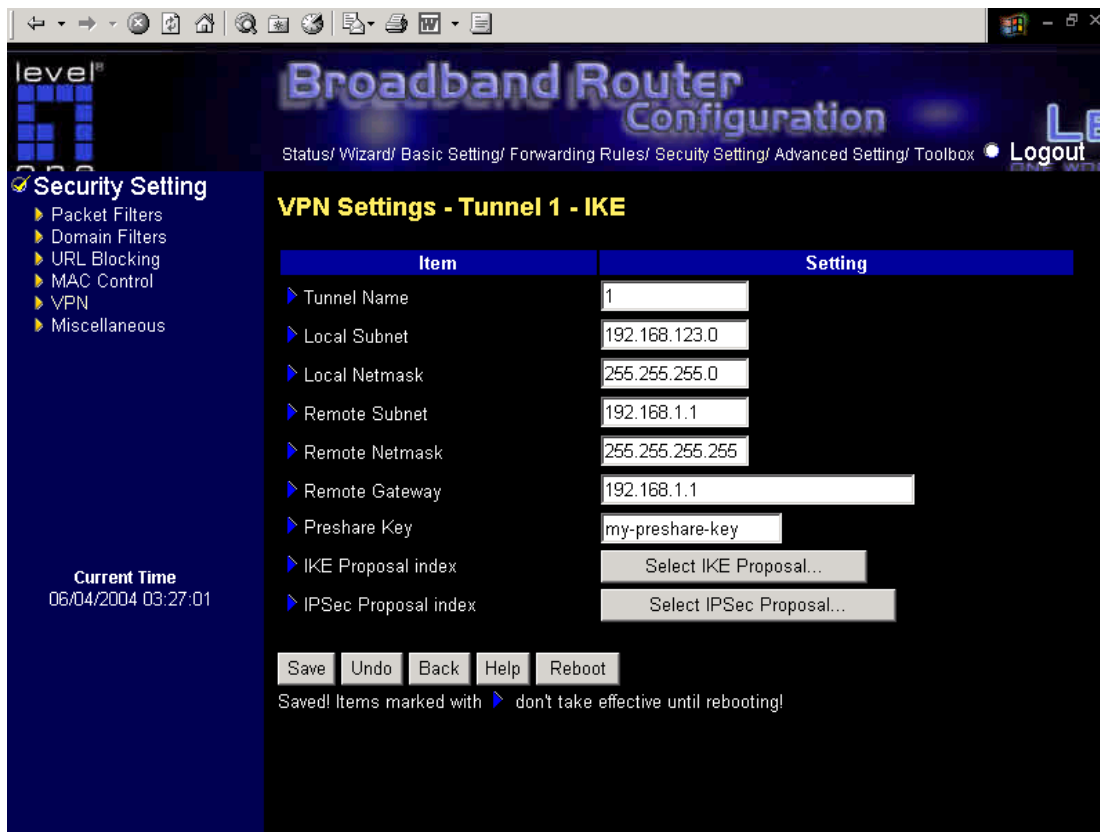 level®
one
Broadband Router
Configuration
Status/ Wizard/ Basic Setting/ Forwarding Rules/ Secuity Setting/ Advanced Setting/ Toolbox Logout
Security Setting
Packet Filters
Domain Filters
URL Blocking
MAC Control
VPN
Miscellaneous
Current Time
06/04/2004 03:27:01
VPN Settings - Tunnel 1 - IKE
Item Setting
Tunnel Name 1
Local Subnet 192.168.123.0
Local Netmask 255.255.255.0
Remote Subnet 192.168.1.1
Remote Netmask 255.255.255.255
Remote Gateway 192.168.1.1
Preshare Key my-preshare-key
IKE Proposal index Select IKE Proposal...
IPSec Proposal index Select IPSec Proposal...
Save Undo Back Help Reboot
Saved! Items marked with don't take effective until rebooting!